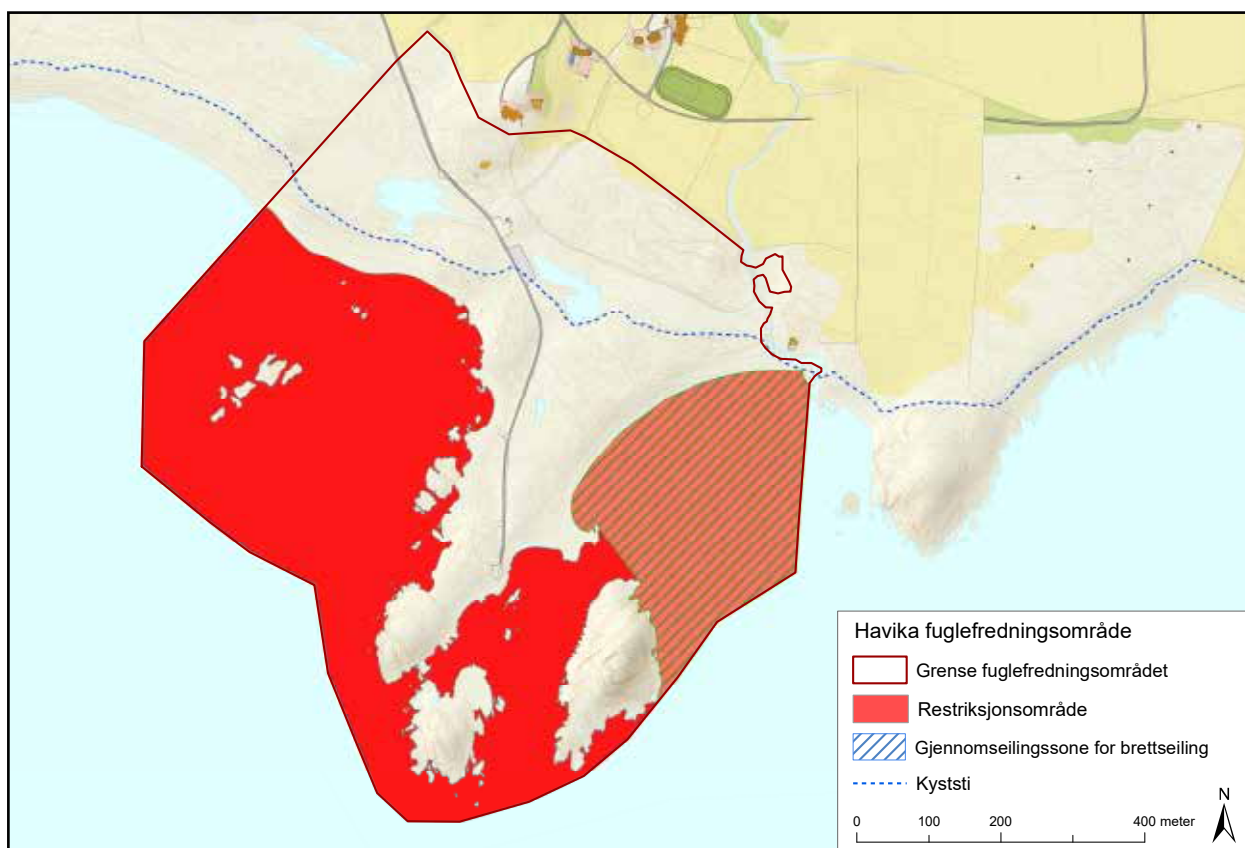 Havika fuglefredningsområde
Grense fuglefredningsområdet
Restriksjonsområde
Gjennomseilingssone for brettseiling
Kyststi
N
0 100 200 400 meter